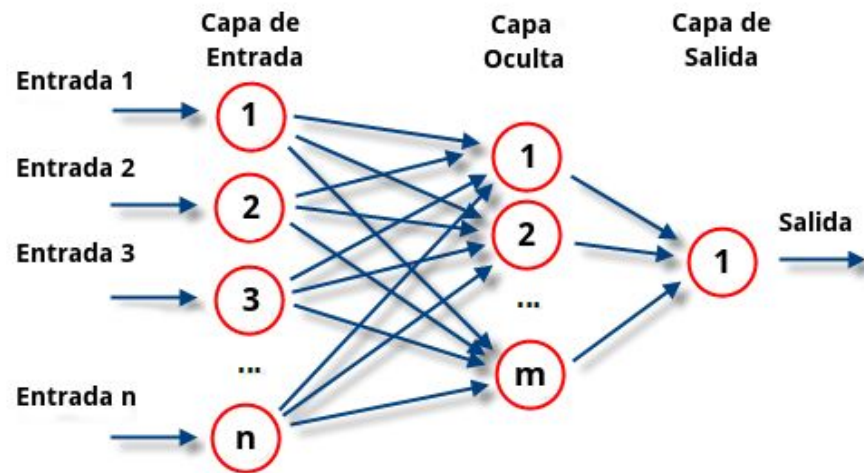 Capa de
Entrada
Capa
Oculta
Capa de
Salida
Entrada 1
1
Entrada 2
2
Entrada 3
3
...
Entrada n
n
1
2
...
m
1
Salida